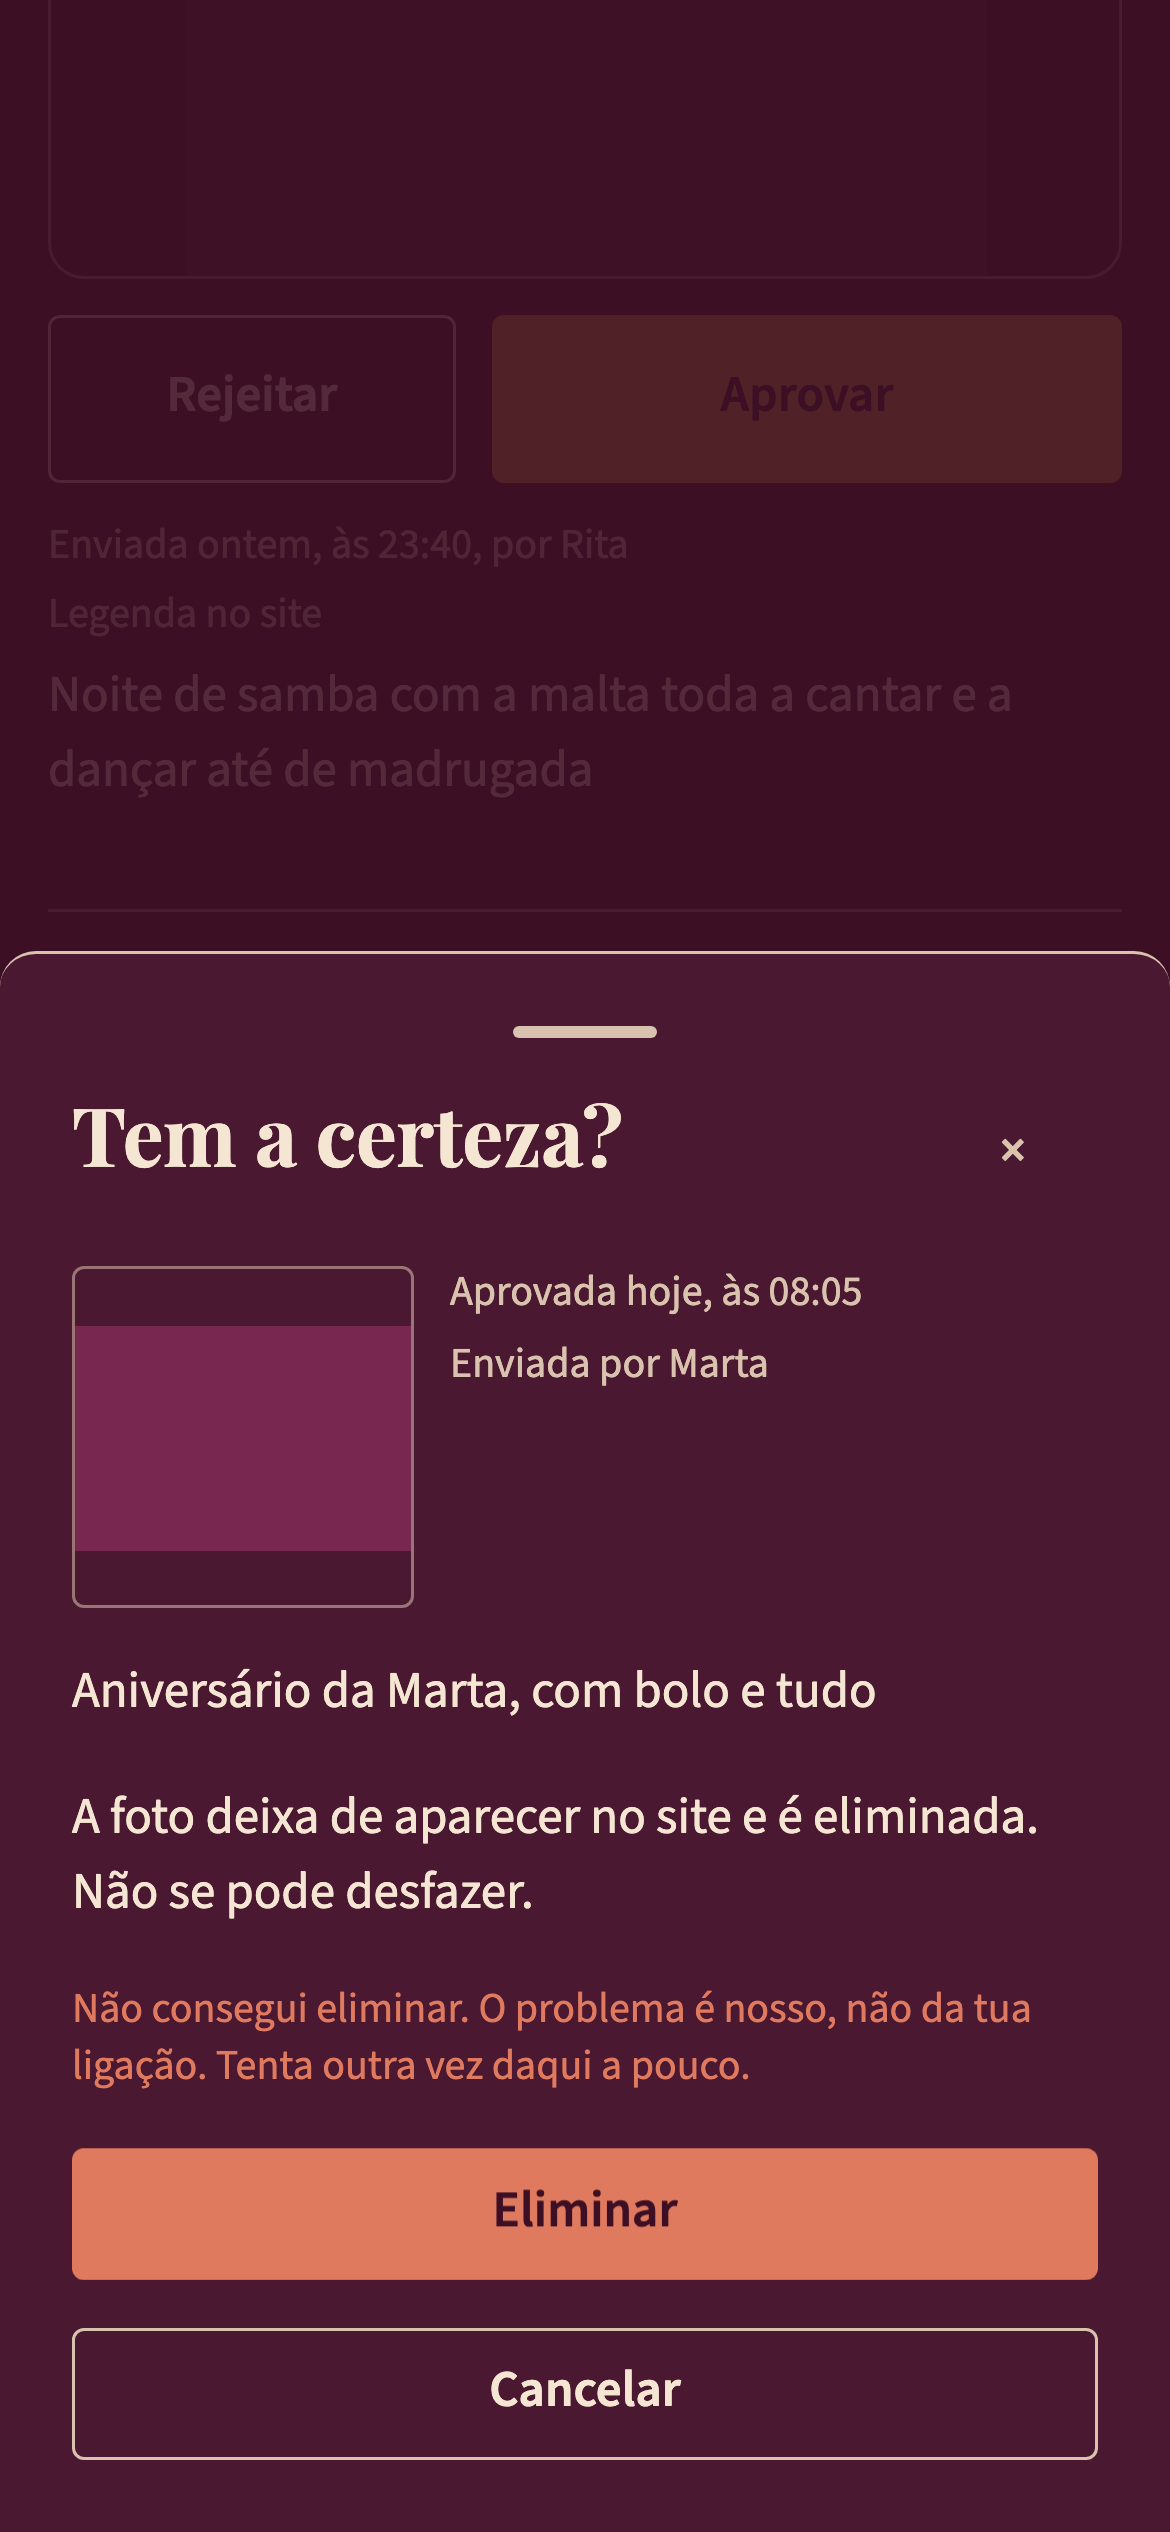 Rejeitar
Aprovar
Enviada ontem, às 23:40, por Rita
Legenda no site
Noite de samba com a malta toda a cantar e a
dançar até de madrugada
Tem a certeza?
×
Aprovada hoje, às 08:05
Enviada por Marta
Aniversário da Marta, com bolo e tudo
A foto deixa de aparecer no site e é eliminada.
Não se pode desfazer.
Não consegui eliminar. O problema é nosso, não da tua
ligação. Tenta outra vez daqui a pouco.
Eliminar
Cancelar